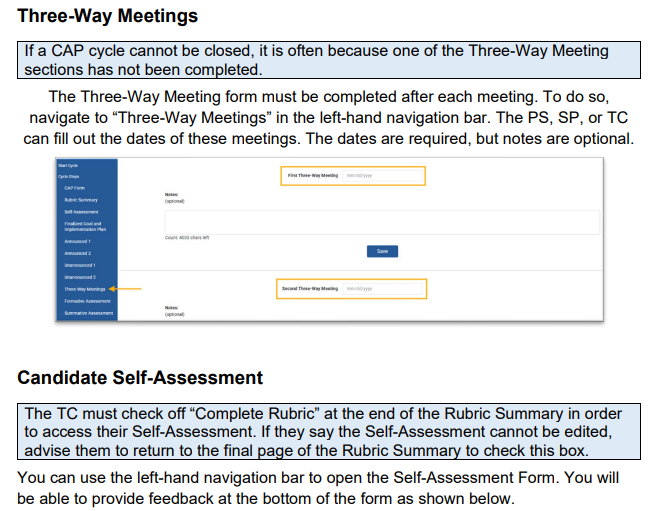 Three-Way Meetings
If a CAP cycle cannot be closed, it is often because one of the Three-Way Meeting
sections has not been completed.
The Three-Way Meeting form must be completed after each meeting. To do so,
navigate to “Three-Way Meetings” in the left-hand navigation bar. The PS, SP, or TC
can fill out the dates of these meetings. The dates are required, but notes are optional.
Start Cycle
Cycle Steps
CAP Form
Rubric Summary
Self-Assessment
Finalized Goal and
Implementation Plan
Announced 1
Announced 2
Unannounced 1
Unannounced 2
Three-Way Meetings
Formative Assessment
Summative Assessment
First Three-Way Meeting mm/dd/yyyy
Notes:
(optional)
Count: 4000 chars left
Save
Second Three-Way Meeting mm/dd/yyyy
Notes:
(optional)
Candidate Self-Assessment
The TC must check off “Complete Rubric” at the end of the Rubric Summary in order
to access their Self-Assessment. If they say the Self-Assessment cannot be edited,
advise them to return to the final page of the Rubric Summary to check this box.
You can use the left-hand navigation bar to open the Self-Assessment Form. You will
be able to provide feedback at the bottom of the form as shown below.